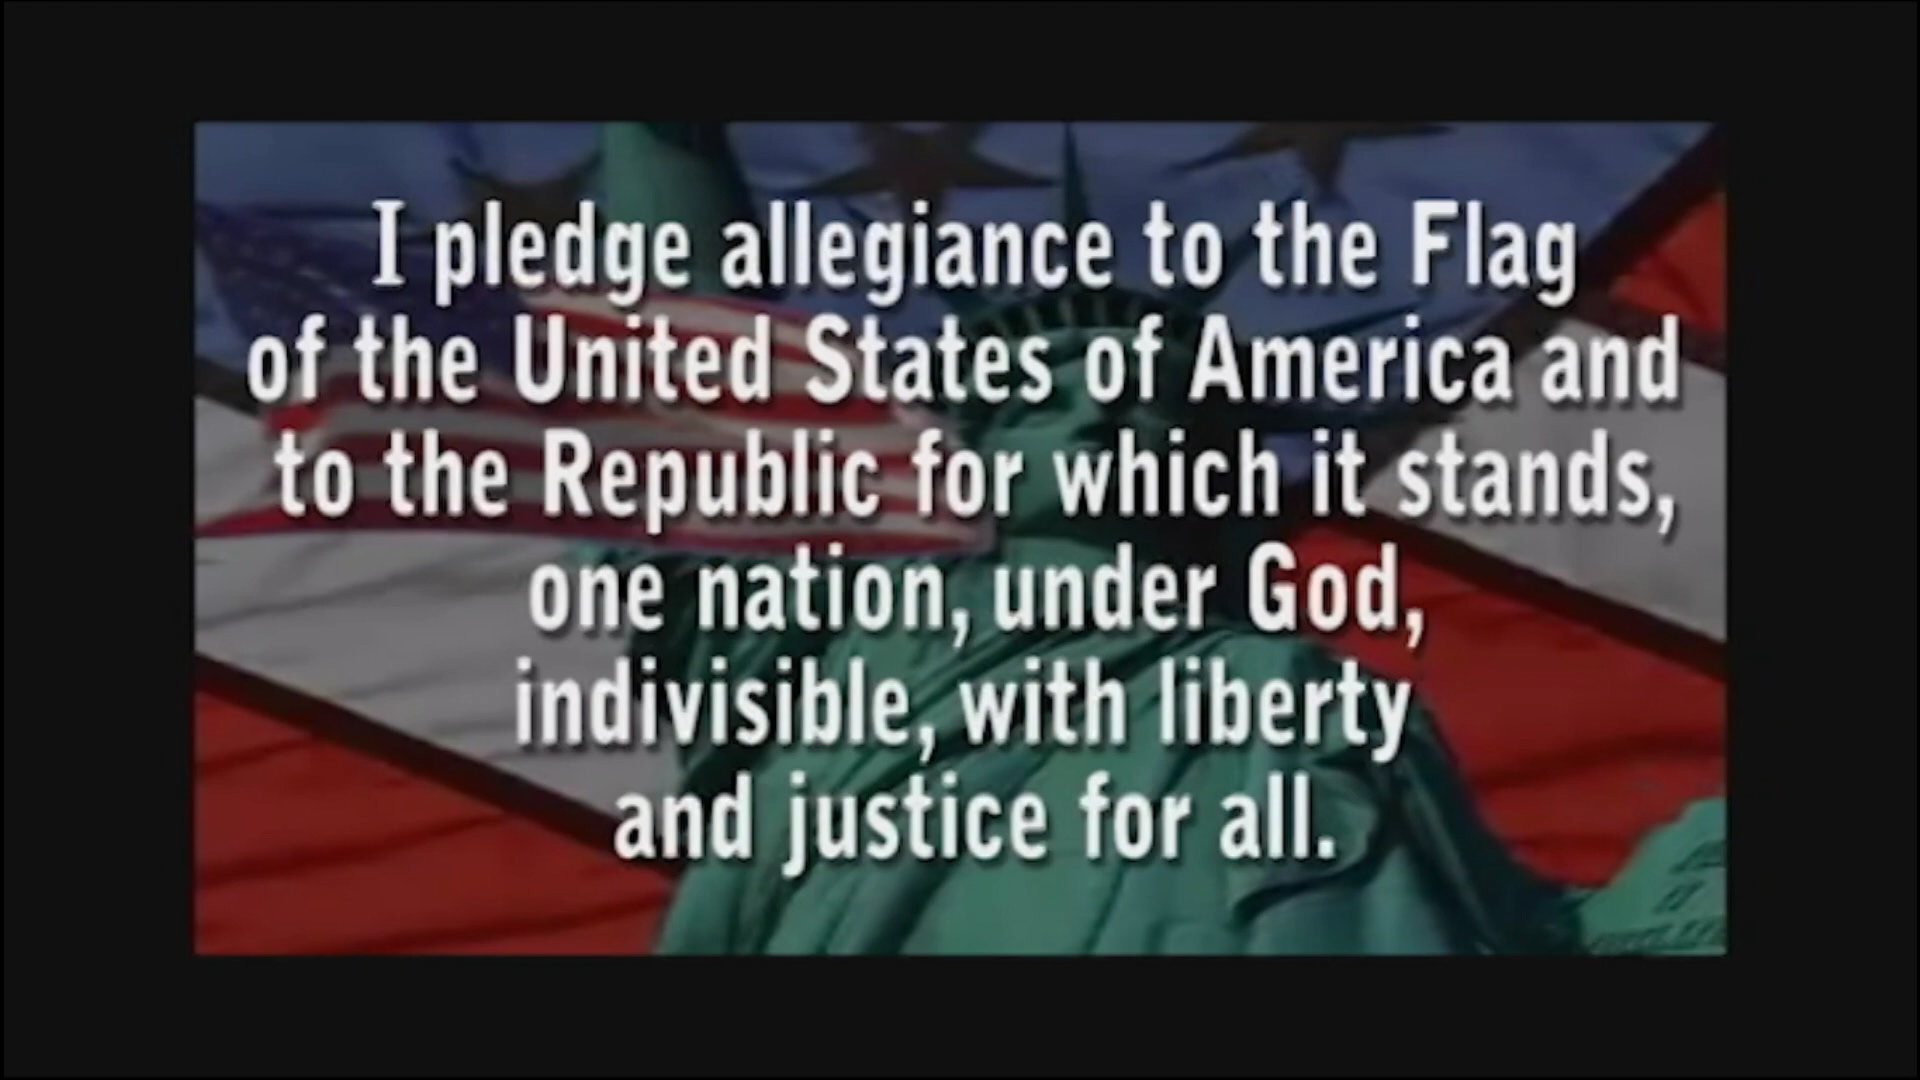 I pledge allegiance to the Flag
of the United States of America and
to the Republic for which it stands,
one nation, under God,
indivisible, with liberty
and justice for all.